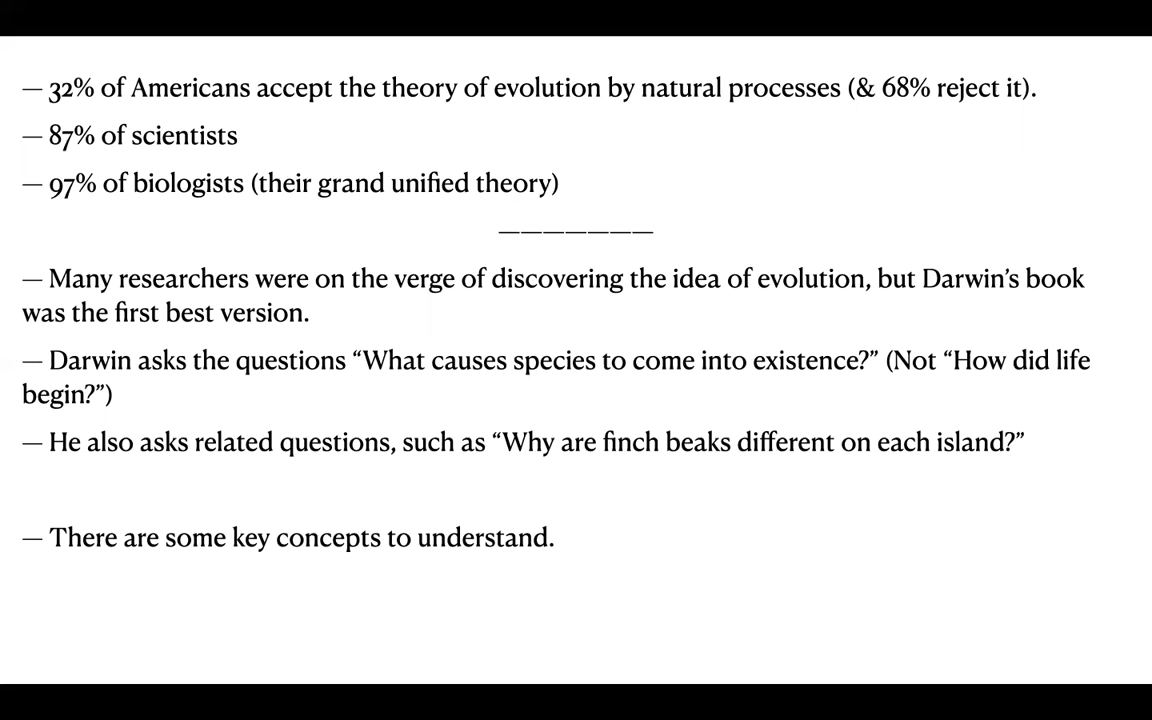 — 32% of Americans accept the theory of evolution by natural processes (& 68% reject it).
— 87% of scientists
— 97% of biologists (their grand unified theory)
———————
— Many researchers were on the verge of discovering the idea of evolution, but Darwin’s book
was the first best version.
— Darwin asks the questions “What causes species to come into existence?” (Not “How did life
begin?”)
— He also asks related questions, such as “Why are finch beaks different on each island?”
— There are some key concepts to understand.